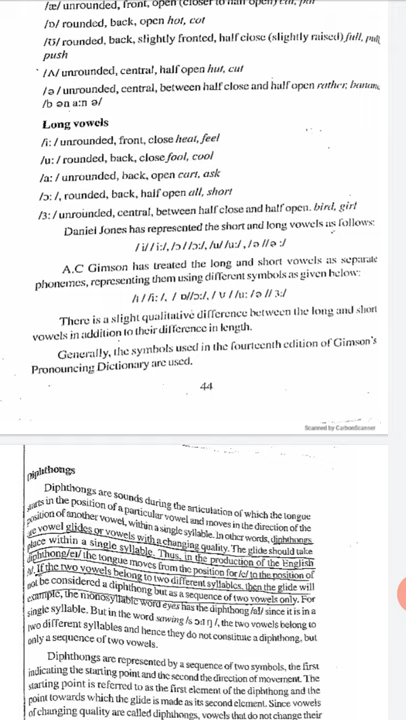 /æ/ unrounded, front, open (closer to half open)
/ɒ/ rounded, back, open hot, cot
/ʊ/ rounded, back, slightly fronted, half close (slightly raised) full, pull,
push
/ʌ/ unrounded, central, half open hut, cut
/ə/ unrounded, central, between half close and half open rather,
Long vowels
/i: / unrounded, front, close heat, feel
/u: / rounded, back, close fool, cool
/a: / unrounded, back, open cart, ask
/ɔ: /, rounded, back, half open all, short
/3: / unrounded, central, between half close and half open. bird, girl
Daniel Jones has represented the short and long vowels as follows:
/ i/ / i:/, /ɔ / /ɔ:/, /u/ /u:/ , /ə //ə :/
A.C Gimson has treated the long and short vowels as separate
phonemes, representing them using different symbols as given below:
/ɪ / /i: /, / ɒ//ɔ:/, / ʊ / /u: /ə // 3:/
There is a slight qualitative difference between the long and short
vowels in addition to their difference in length.
Generally, the symbols used in the fourteenth edition of Gimson's
Pronouncing Dictionary are used.
44
Scanned by CamScanner
Diphthongs
Diphthongs are sounds during the articulation of which the tongue
starts in the position of a particular vowel and moves in the direction of the
position of another vowel, within a single syllable. In other words, diphthongs
are vowel glides or vowels with a changing quality. The glide should take
place within a single syllable. Thus, in the production of the English
diphthong /eɪ/ the tongue moves from the position for /e/ to the position of
If the two vowels belong to two different syllables, then the glide will
not be considered a diphthong but as a sequence of two vowels only. For
example, the monosyllabic word eyes has the diphthong /aɪ/ since it is in a
single syllable. But in the word sawing /s ɔ:ɪ ŋ /, the two vowels belong to
two different syllables and hence they do not constitute a diphthong, but
only a sequence of two vowels.
Diphthongs are represented by a sequence of two symbols, the first
indicating the starting point and the second the direction of movement. The
starting point is referred to as the first element of the diphthong and the
point towards which the glide is made as its second element. Since vowels
of changing quality are called diphthongs, vowels that do not change their